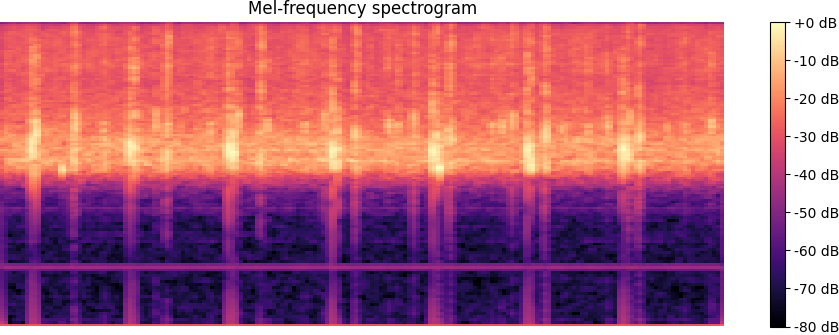 Mel-frequency spectrogram
+0 dB
-10 dB
-20 dB
-30 dB
-40 dB
-50 dB
-60 dB
-70 dB
-80 dB